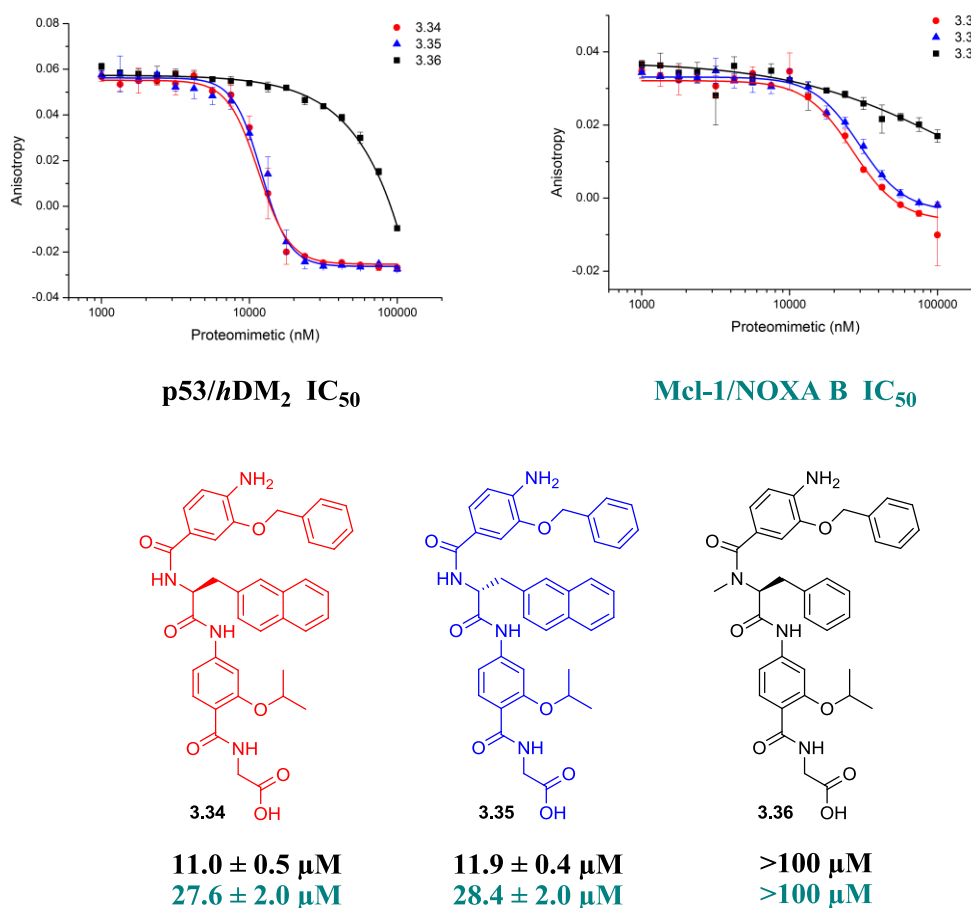 0.08
0.06
0.04
0.02
0.00
-0.02
-0.04
Anisotropy
1000
10000
100000
Proteomimetic (nM)
3.34
3.35
3.36
0.04
0.02
0.00
-0.02
Anisotropy
1000
10000
100000
Proteomimetic (nM)
p53/hDM₂ IC₅₀
Mcl-1/NOXA B IC₅₀
NH₂
O
O
HN
O
NH
O
O
NH
O
OH
3.34
NH₂
O
O
HN
O
NH
O
O
NH
O
OH
3.35
NH₂
O
O
N
O
NH
O
O
NH
O
OH
3.36
11.0 ± 0.5 µM
11.9 ± 0.4 µM
>100 µM
27.6 ± 2.0 µM
28.4 ± 2.0 µM
>100 µM